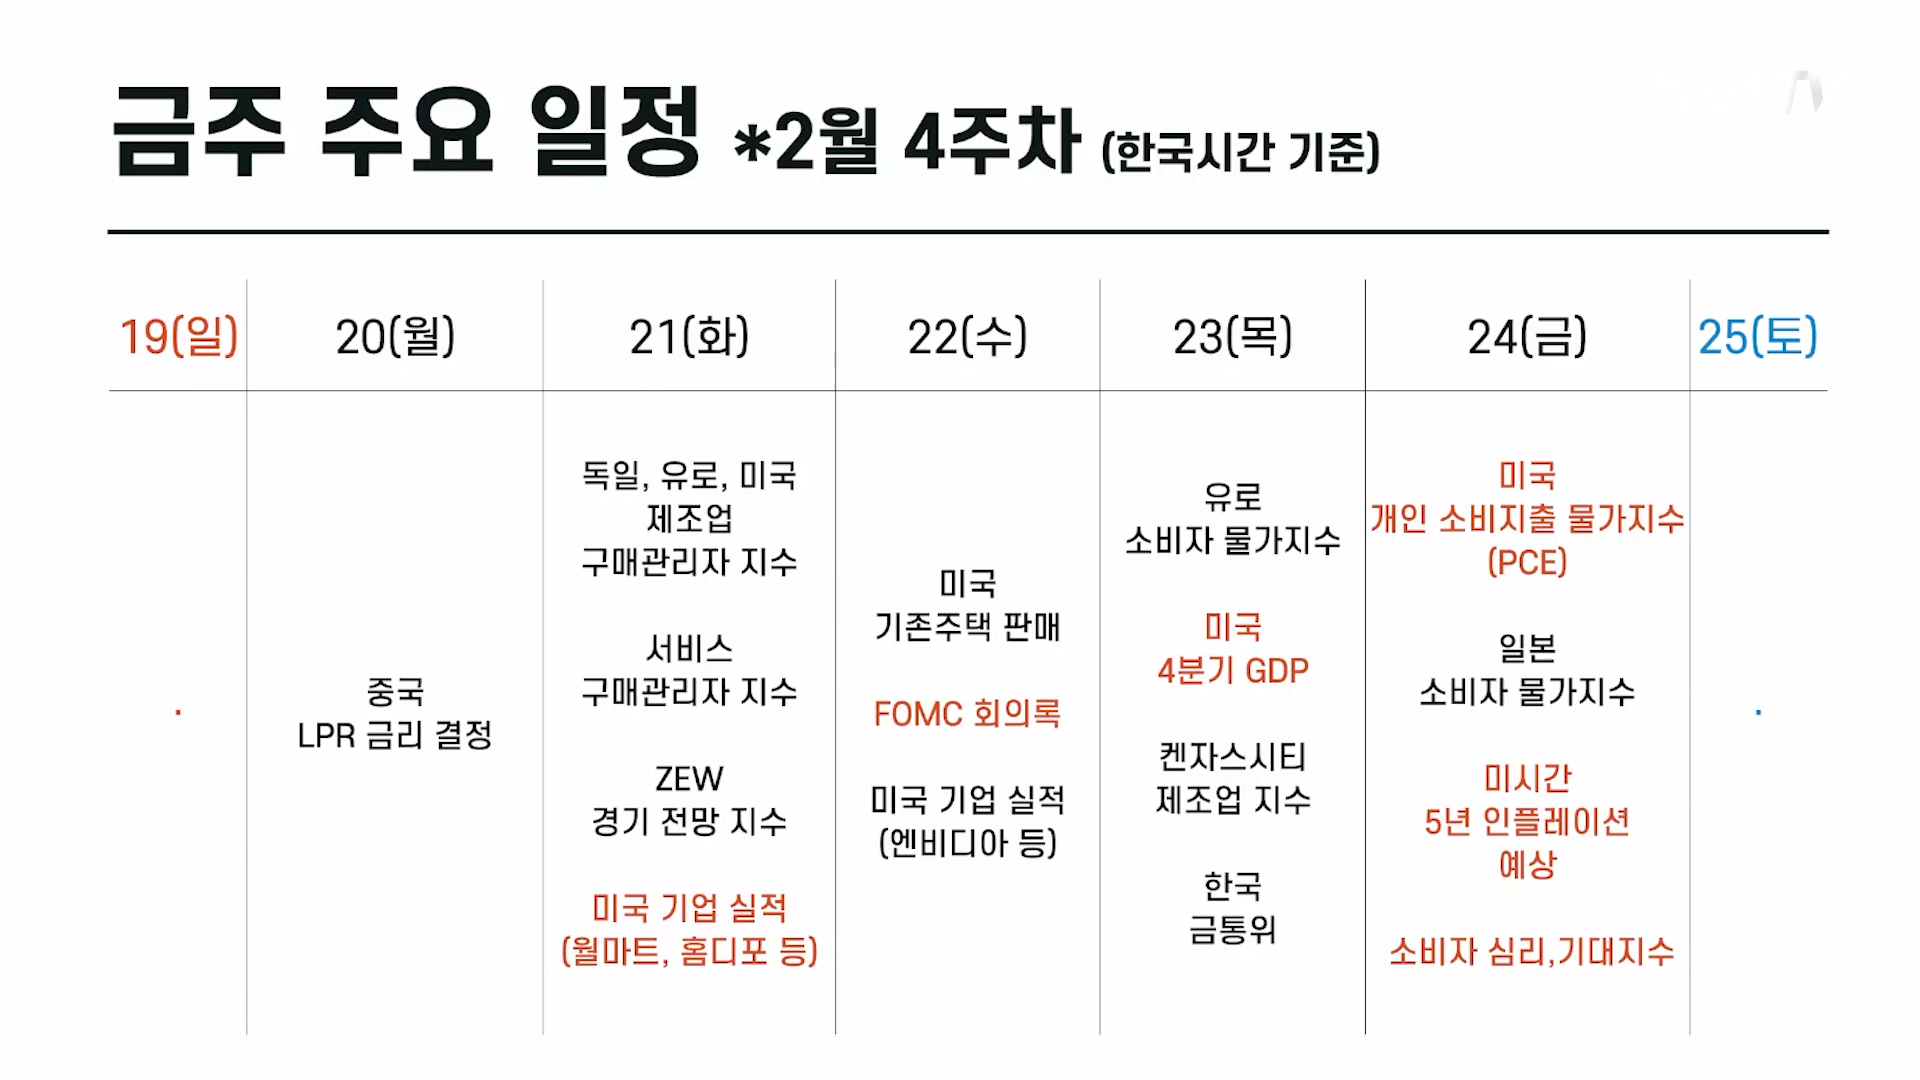 금주 주요 일정 *2월 4주차 (한국시간 기준)
19(일)
20(월)
21(화)
22(수)
23(목)
24(금)
25(토)
.
중국
LPR 금리 결정
독일, 유로, 미국
제조업
구매관리자 지수
서비스
구매관리자 지수
ZEW
경기 전망 지수
미국 기업 실적
(월마트, 홈디포 등)
미국
기존주택 판매
FOMC 회의록
미국 기업 실적
(엔비디아 등)
유로
소비자 물가지수
미국
4분기 GDP
켄자스시티
제조업 지수
한국
금통위
미국
개인 소비지출 물가지수
(PCE)
일본
소비자 물가지수
미시간
5년 인플레이션
예상
소비자 심리,기대지수
.